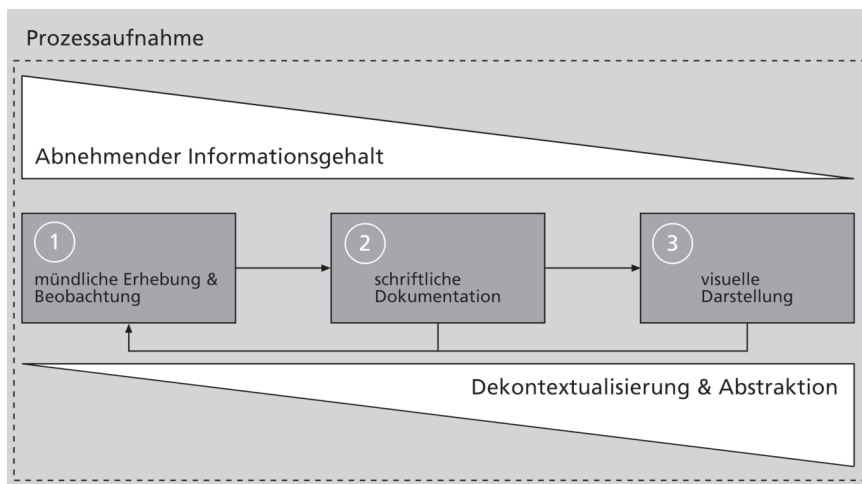 Prozessaufnahme
Abnehmender Informationsgehalt
1
mündliche Erhebung &
Beobachtung
2
schriftliche
Dokumentation
3
visuelle
Darstellung
Dekontextualisierung & Abstraktion